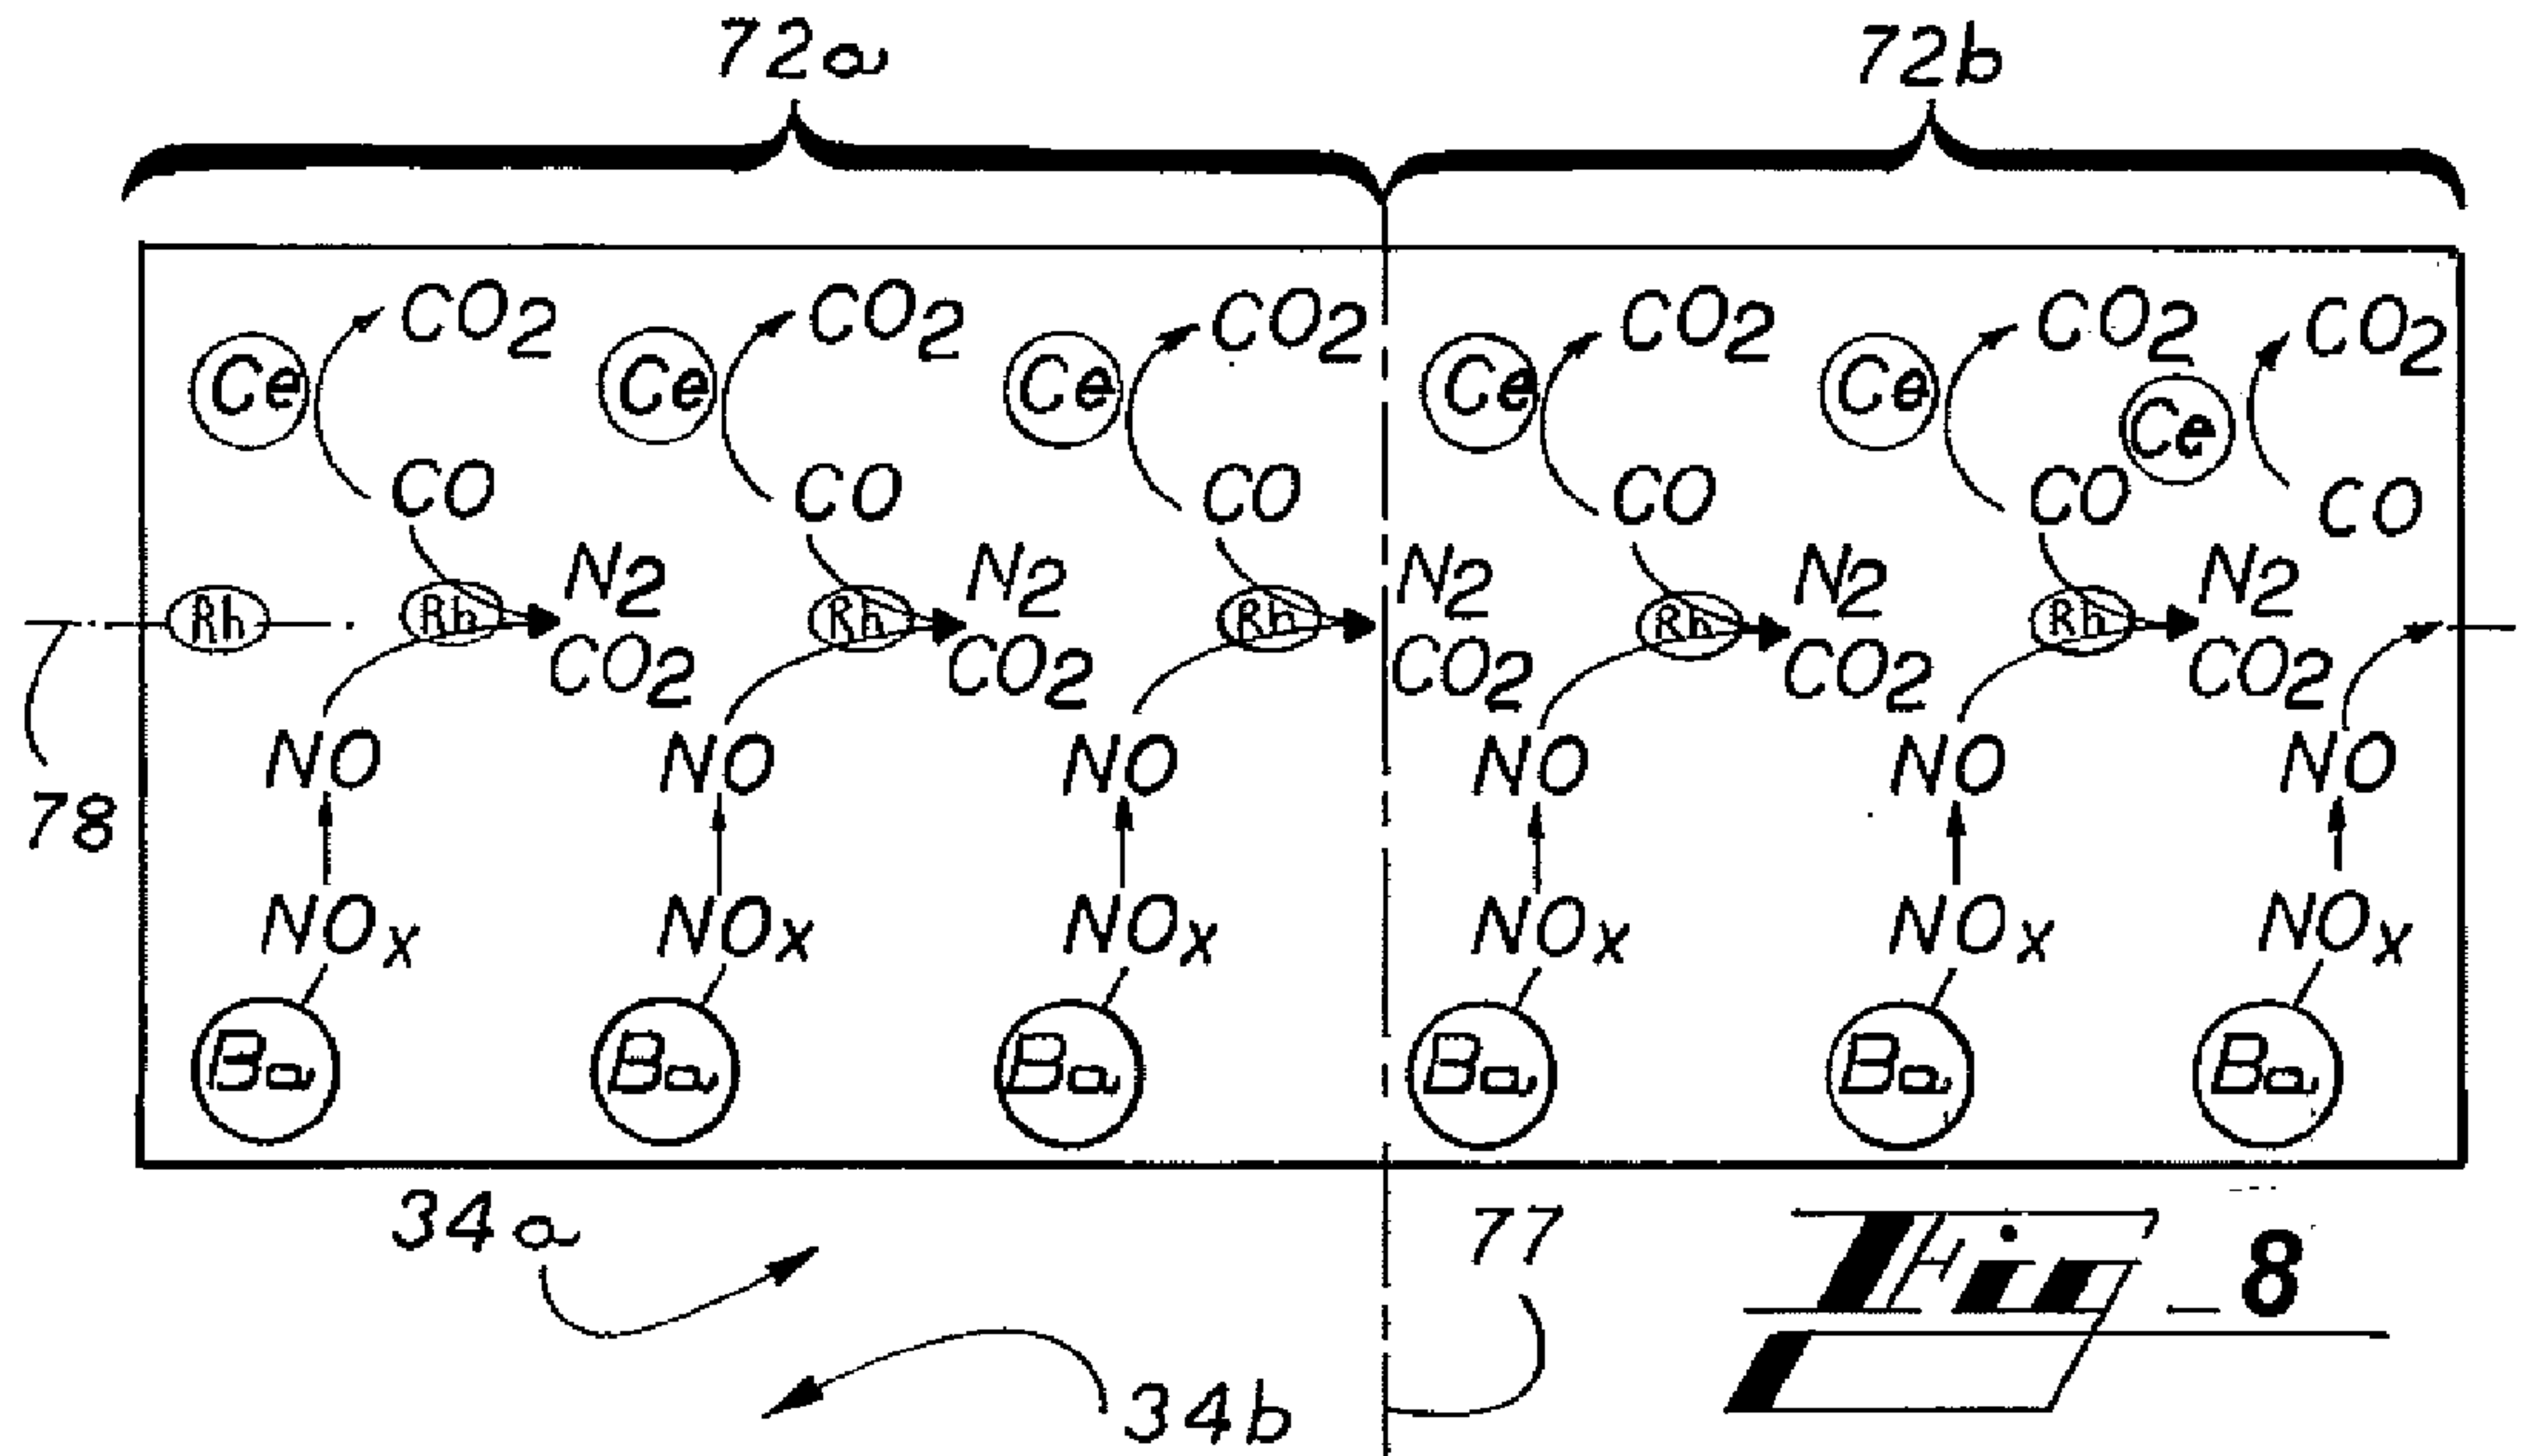 72a 72b
CO2 CO2 CO2 CO2 CO2 CO2
Ce Ce Ce Ce Ce Ce
CO CO CO CO CO CO
N2 N2 N2 N2 N2
Rh Rh Rh Rh Rh Rh
CO2 CO2 CO2 CO2 CO2
NO NO NO NO NO NO
78
NOx NOx NOx NOx NOx NOx
Ba Ba Ba Ba Ba Ba
34a 77 8
34b